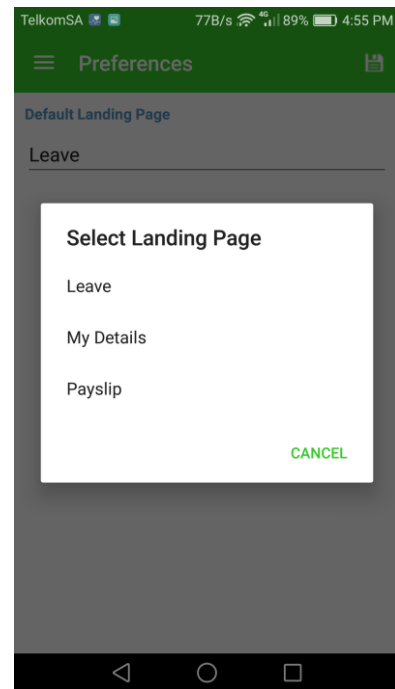 TelkomSA 77B/s 4G 89% 4:55 PM
Preferences
Default Landing Page
Leave
Select Landing Page
Leave
My Details
Payslip
CANCEL